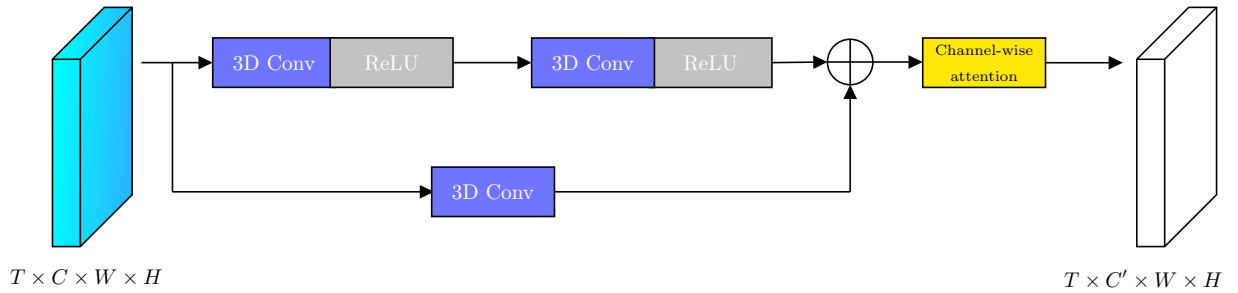 3D Conv ReLU 3D Conv ReLU Channel-wise
attention
3D Conv
T × C × W × H
T × C′ × W × H